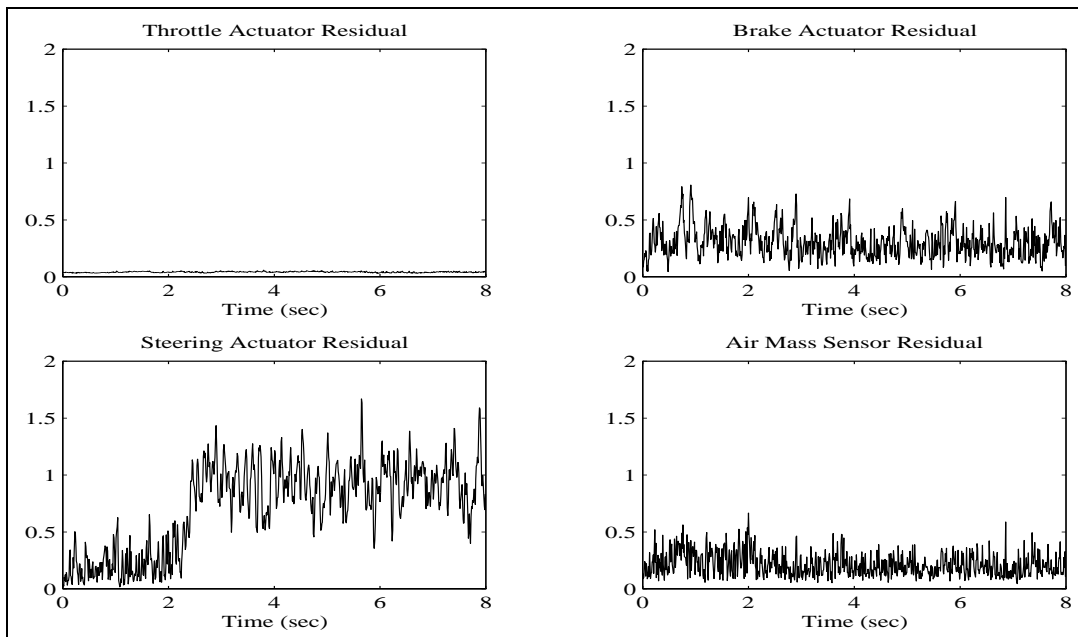 Throttle Actuator Residual
2
1.5
1
0.5
0
0 2 4 6 8
Time (sec)
Brake Actuator Residual
2
1.5
1
0.5
0
0 2 4 6 8
Time (sec)
Steering Actuator Residual
2
1.5
1
0.5
0
0 2 4 6 8
Time (sec)
Air Mass Sensor Residual
2
1.5
1
0.5
0
0 2 4 6 8
Time (sec)